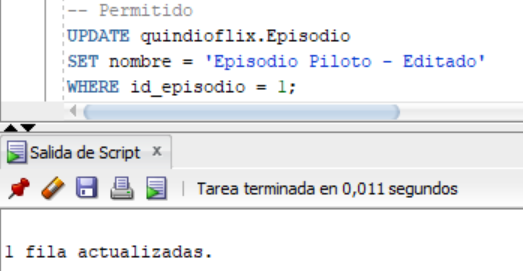 -- Permitido
UPDATE quindioflix.Episodio
SET nombre = 'Episodio Piloto - Editado'
WHERE id_episodio = 1;
Salida de Script x
Tarea terminada en 0,011 segundos
1 fila actualizadas.